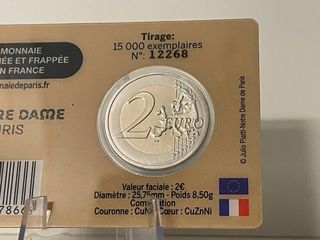 Tirage:
15 000 exemplaires
N°: 12268
MONNAIE
ÉE ET FRAPPÉE
N FRANCE
naiedeparis.fr
RE DAME
RIS
2 EURO
© Julio Piatti-Notre Dame de Paris
Valeur faciale : 2€
Diamètre : 25,75mm - Poids 8,50g
Composition
Couronne : CuNi Cœur : CuZnNi